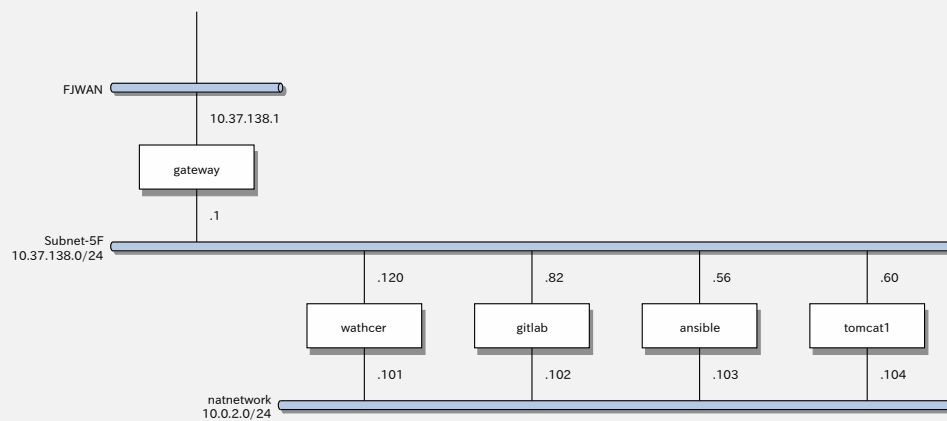 FJWAN
10.37.138.1
gateway
.1
Subnet-5F
10.37.138.0/24
.120
.82
.56
.60
wathcer
gitlab
ansible
tomcat1
.101
.102
.103
.104
natnetwork
10.0.2.0/24